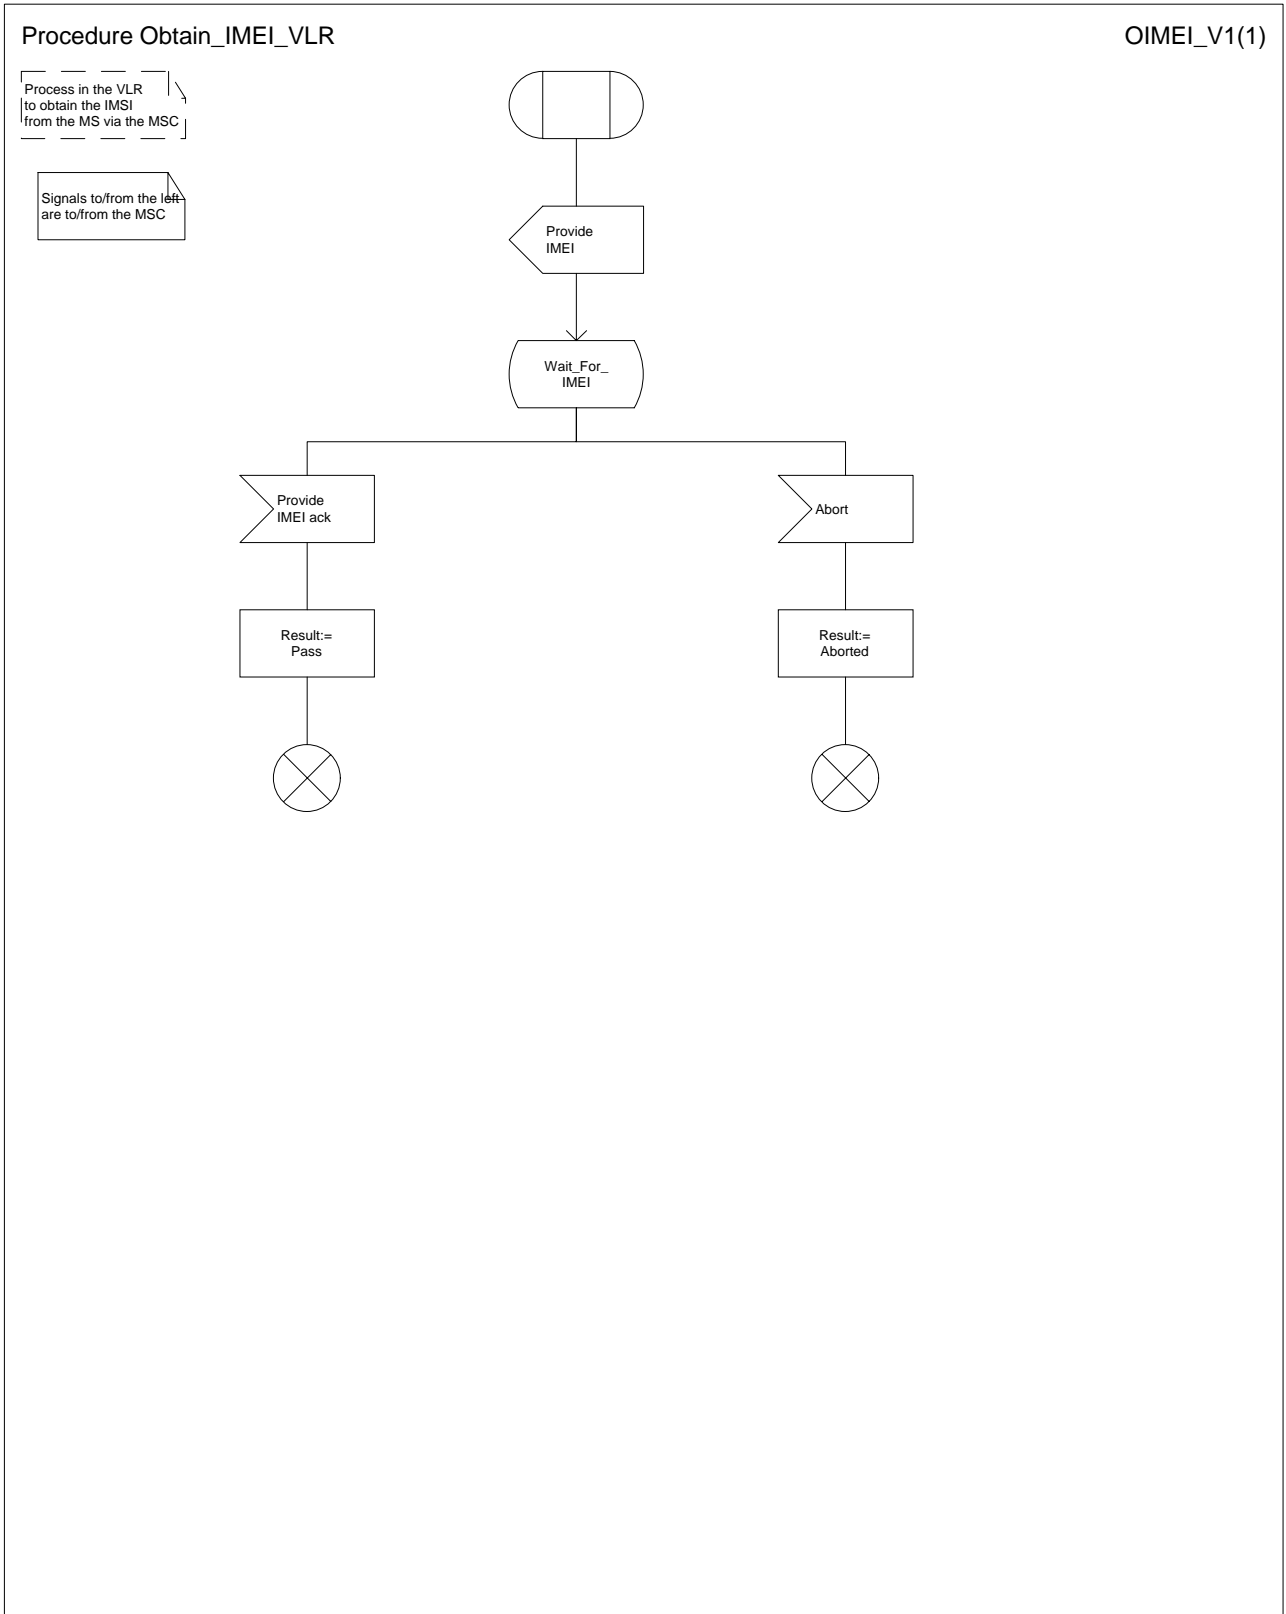 Procedure Obtain_IMEI_VLR
OIMEI_V1(1)
Process in the VLR
to obtain the IMSI
from the MS via the MSC
Signals to/from the left
are to/from the MSC
Provide
IMEI
Wait_For_
IMEI
Provide
IMEI ack
Abort
Result:=
Pass
Result:=
Aborted